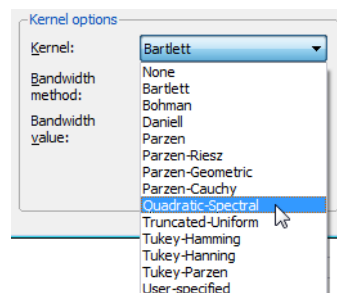 Kernel options
Kernel: Bartlett
Bandwidth method:
Bandwidth value:
None
Bartlett
Bohman
Daniell
Parzen
Parzen-Riesz
Parzen-Geometric
Parzen-Cauchy
Quadratic-Spectral
Truncated-Uniform
Tukey-Hamming
Tukey-Hanning
Tukey-Parzen
User-specified